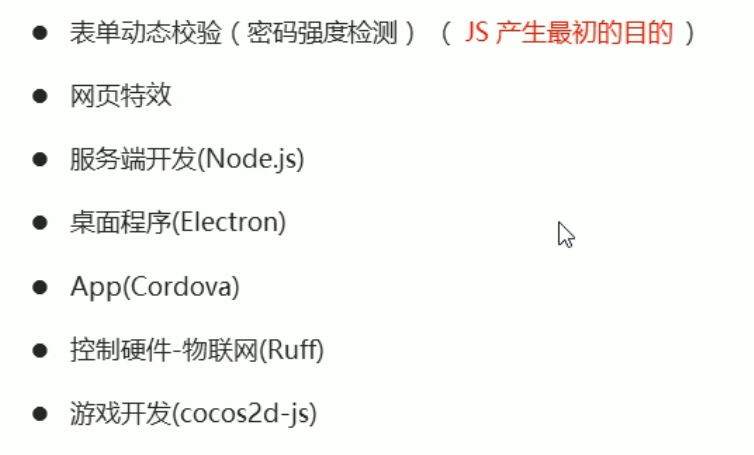 ● 表单动态校验（密码强度检测）（ JS 产生最初的目的 ）
● 网页特效
● 服务端开发(Node.js)
● 桌面程序(Electron)
● App(Cordova)
● 控制硬件-物联网(Ruff)
● 游戏开发(cocos2d-js)